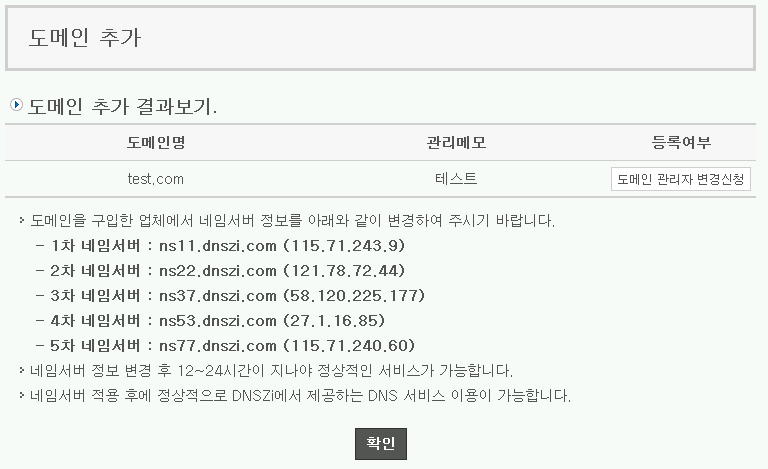 도메인 추가
도메인 추가 결과보기.
도메인명 관리메모 등록여부
test.com 테스트 도메인 관리자 변경신청
도메인을 구입한 업체에서 네임서버 정보를 아래와 같이 변경하여 주시기 바랍니다.
- 1차 네임서버 : ns11.dnszi.com (115.71.243.9)
- 2차 네임서버 : ns22.dnszi.com (121.78.72.44)
- 3차 네임서버 : ns37.dnszi.com (58.120.225.177)
- 4차 네임서버 : ns53.dnszi.com (27.1.16.85)
- 5차 네임서버 : ns77.dnszi.com (115.71.240.60)
네임서버 정보 변경 후 12~24시간이 지나야 정상적인 서비스가 가능합니다.
네임서버 적용 후에 정상적으로 DNSZi에서 제공하는 DNS 서비스 이용이 가능합니다.
확인